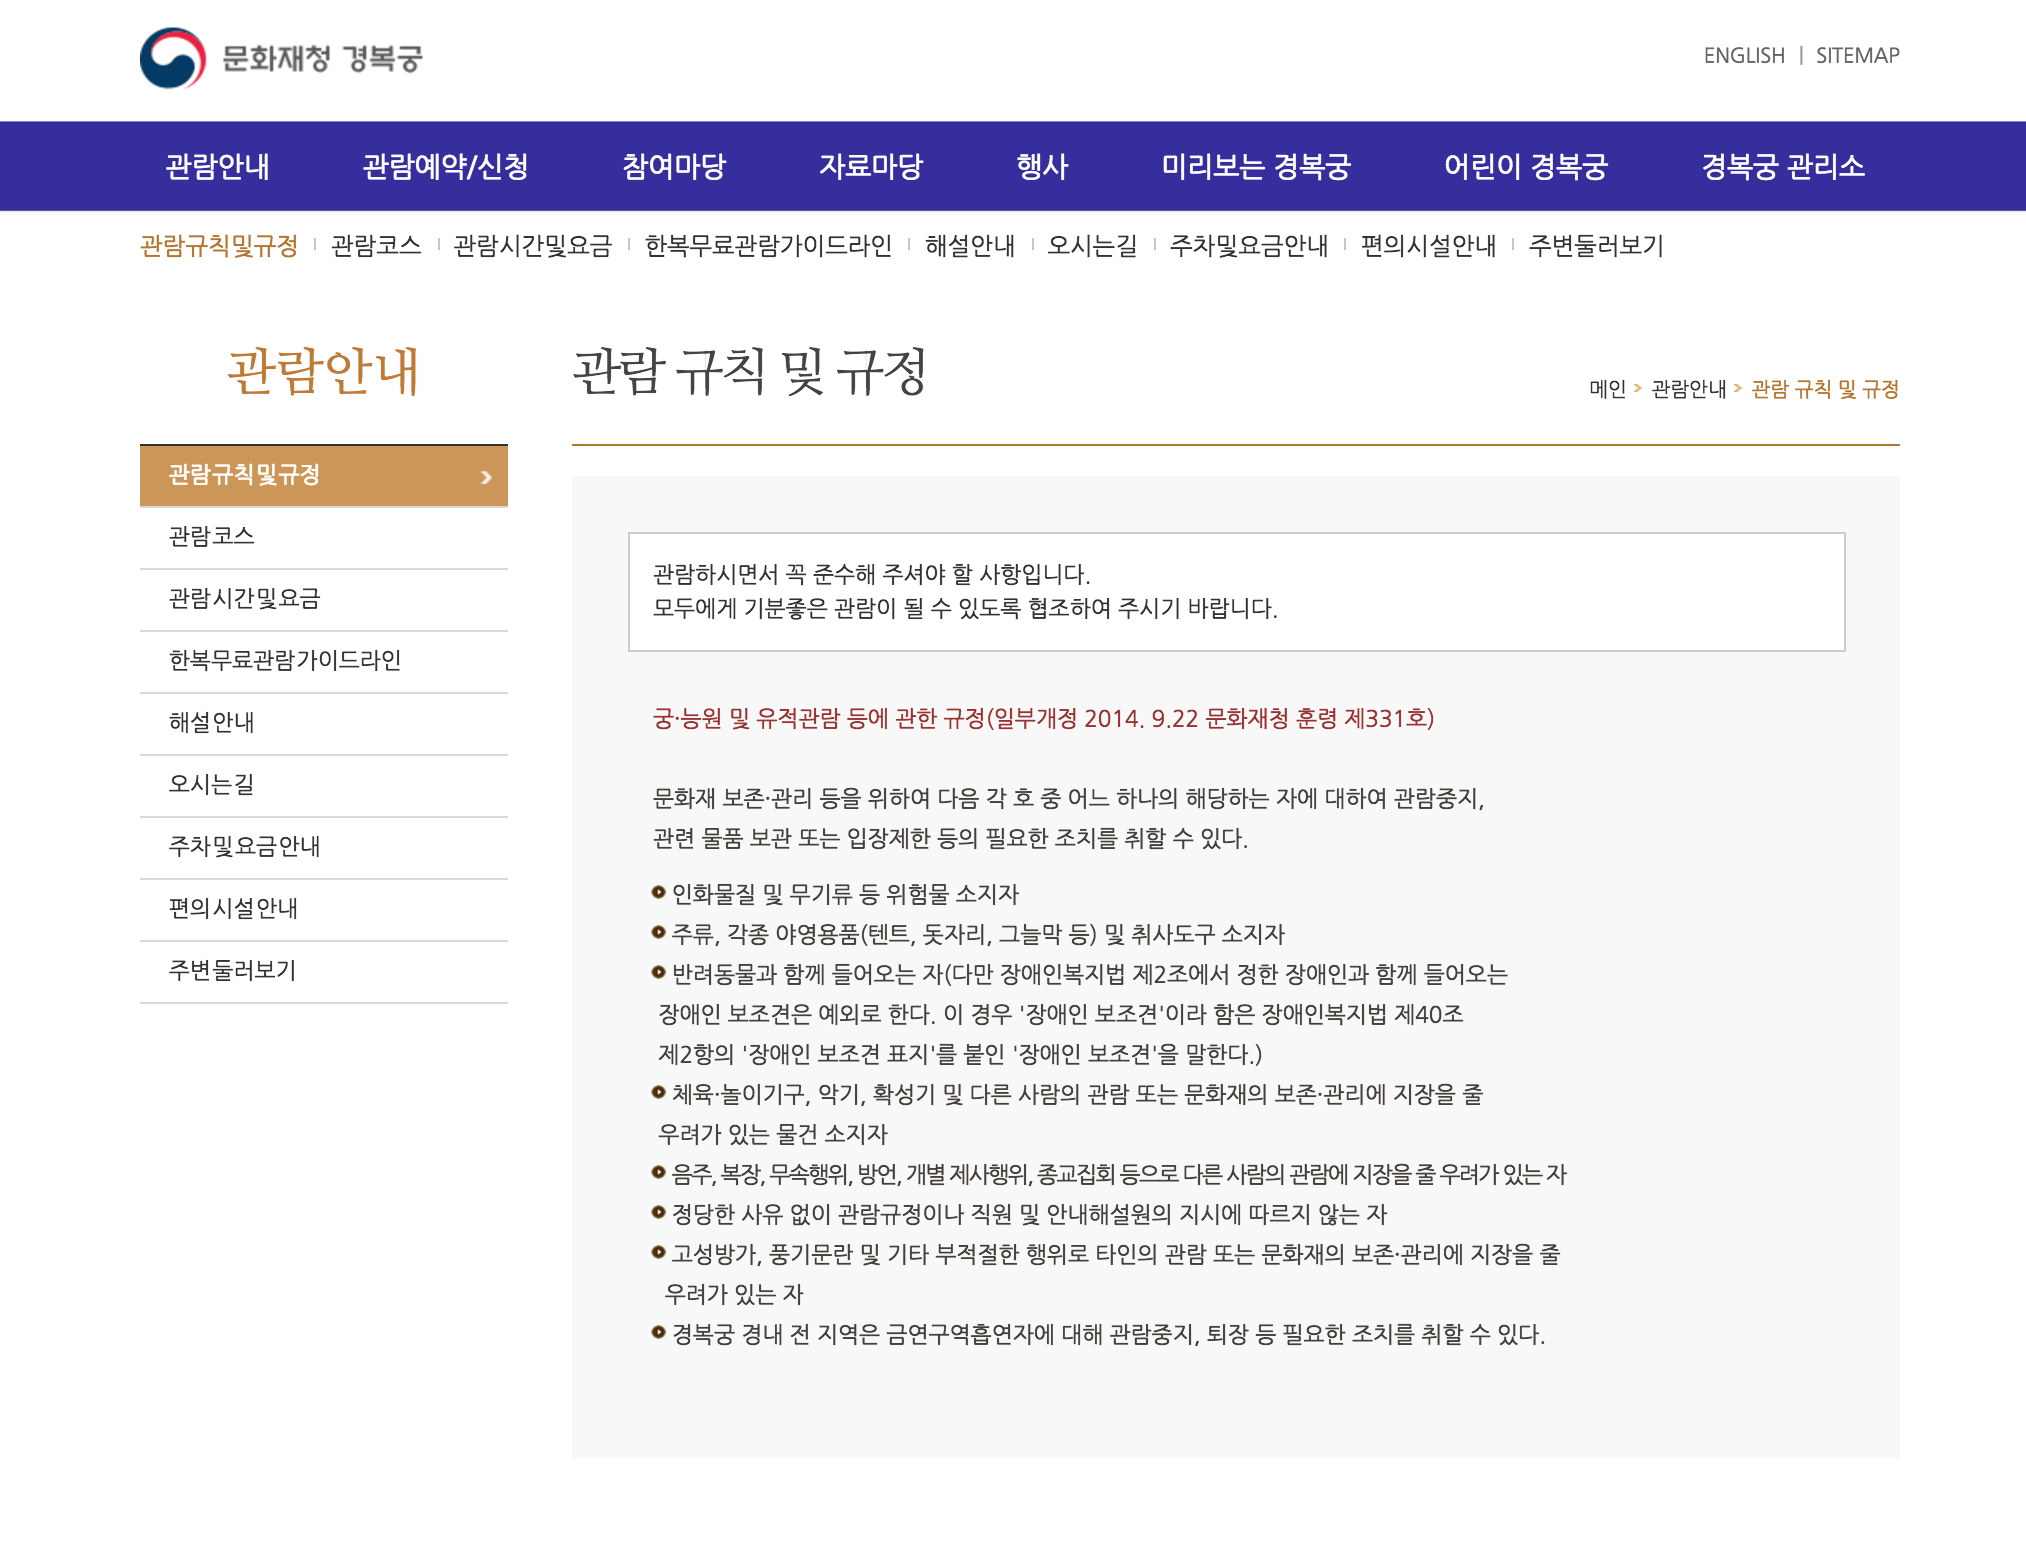 문화재청 경복궁
ENGLISH | SITEMAP
관람안내 관람예약/신청 참여마당 자료마당 행사 미리보는 경복궁 어린이 경복궁 경복궁 관리소
관람규칙및규정 관람코스 관람시간및요금 한복무료관람가이드라인 해설안내 오시는길 주차및요금안내 편의시설안내 주변둘러보기
관람안내
관람규칙및규정
관람코스
관람시간및요금
한복무료관람가이드라인
해설안내
오시는길
주차및요금안내
편의시설안내
주변둘러보기
관람 규칙 및 규정
메인 관람안내 관람 규칙 및 규정
관람하시면서 꼭 준수해 주셔야 할 사항입니다.
모두에게 기분좋은 관람이 될 수 있도록 협조하여 주시기 바랍니다.
궁·능원 및 유적관람 등에 관한 규정(일부개정 2014. 9.22 문화재청 훈령 제331호)
문화재 보존·관리 등을 위하여 다음 각 호 중 어느 하나의 해당하는 자에 대하여 관람중지,
관련 물품 보관 또는 입장제한 등의 필요한 조치를 취할 수 있다.
인화물질 및 무기류 등 위험물 소지자
주류, 각종 야영용품(텐트, 돗자리, 그늘막 등) 및 취사도구 소지자
반려동물과 함께 들어오는 자(다만 장애인복지법 제2조에서 정한 장애인과 함께 들어오는
장애인 보조견은 예외로 한다. 이 경우 '장애인 보조견'이라 함은 장애인복지법 제40조
제2항의 '장애인 보조견 표지'를 붙인 '장애인 보조견'을 말한다.)
체육·놀이기구, 악기, 확성기 및 다른 사람의 관람 또는 문화재의 보존·관리에 지장을 줄
우려가 있는 물건 소지자
음주, 복장, 무속행위, 방언, 개별 제사행위, 종교집회 등으로 다른 사람의 관람에 지장을 줄 우려가 있는 자
정당한 사유 없이 관람규정이나 직원 및 안내해설원의 지시에 따르지 않는 자
고성방가, 풍기문란 및 기타 부적절한 행위로 타인의 관람 또는 문화재의 보존·관리에 지장을 줄
우려가 있는 자
경복궁 경내 전 지역은 금연구역흡연자에 대해 관람중지, 퇴장 등 필요한 조치를 취할 수 있다.